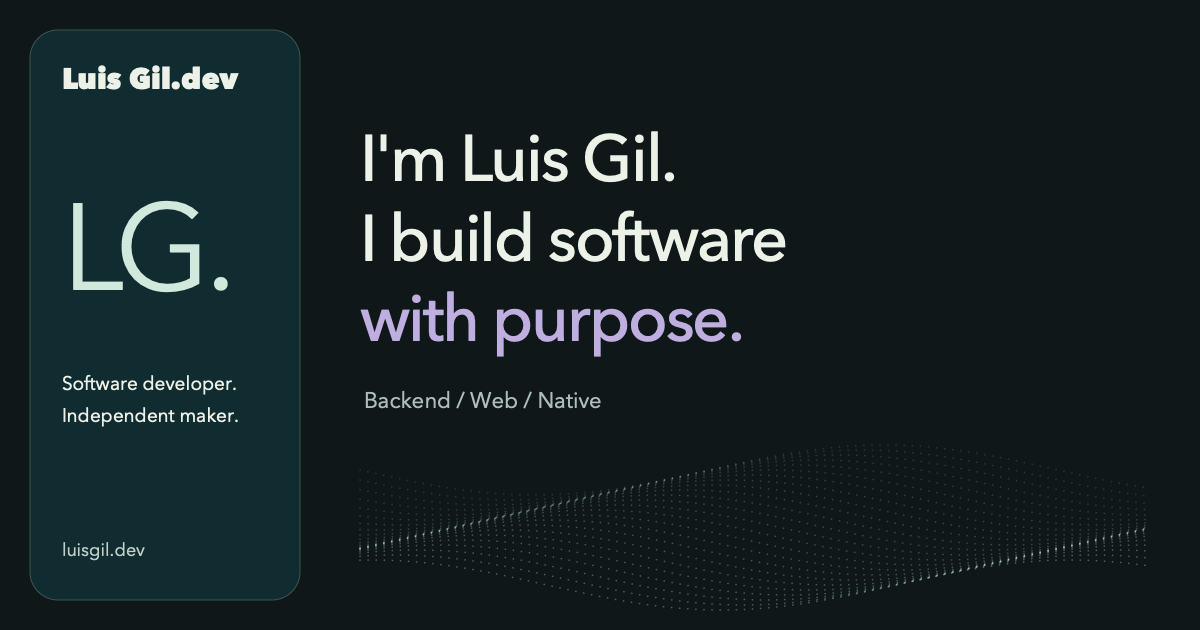 Luis Gil.dev
LG.
Software developer.
Independent maker.
luisgil.dev
I'm Luis Gil.
I build software
with purpose.
Backend / Web / Native